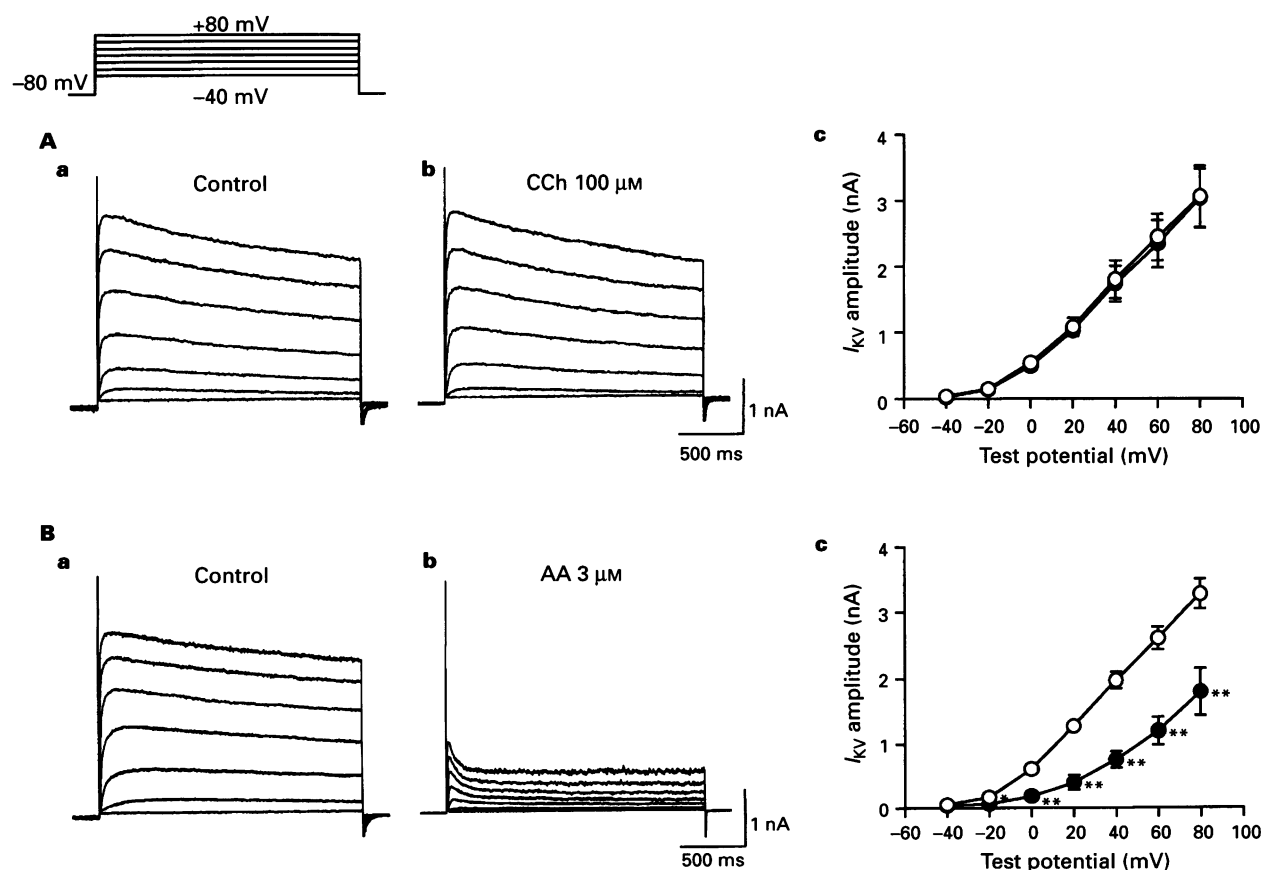 +80 mV
−80 mV
−40 mV
A
a
Control
b
CCh 100 μM
1 nA
500 ms
c
4
3
2
1
0
−60 −40 −20 0 20 40 60 80 100
IKV amplitude (nA)
Test potential (mV)
B
a
Control
b
AA 3 μM
1 nA
500 ms
c
4
3
2
1
0
−60 −40 −20 0 20 40 60 80 100
IKV amplitude (nA)
Test potential (mV)
*
**
**
**
**
**